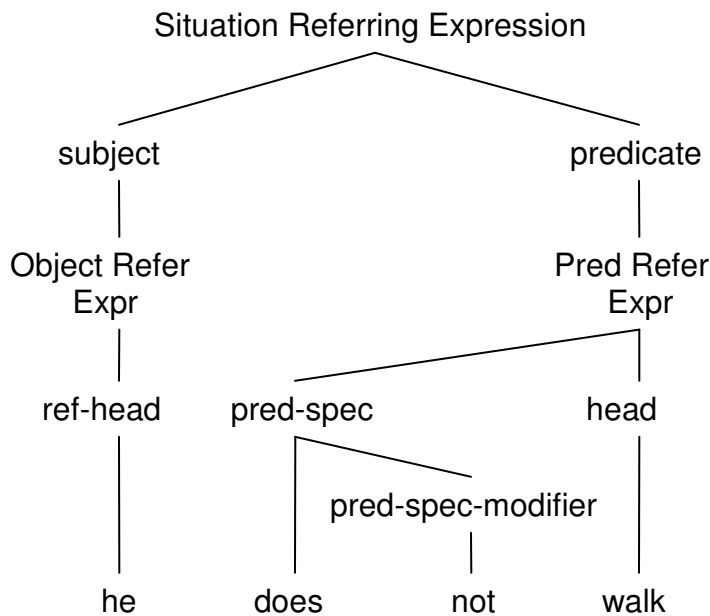 Situation Referring Expression
subject predicate
Object Refer Expr
Pred Refer Expr
ref-head pred-spec head
pred-spec-modifier
he does not walk